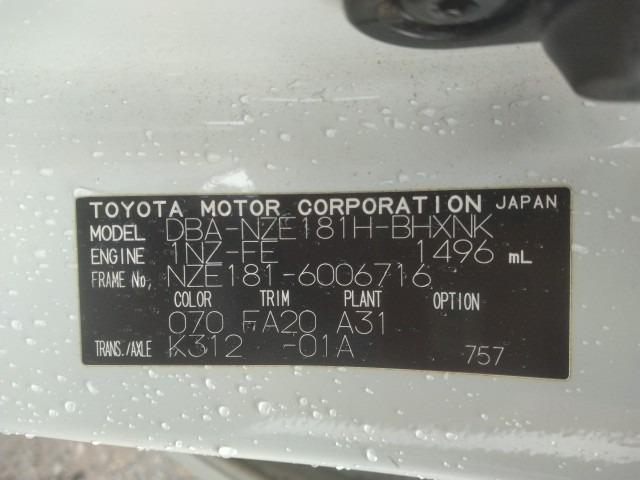 TOYOTA MOTOR CORPORATION JAPAN
MODEL DBA-NZE181H-BHXNK
ENGINE 1NZ-FE 1496 mL
FRAME No. NZE181-6006716
COLOR TRIM PLANT OPTION
070 FA20 A31
TRANS./AXLE K312 -01A 757